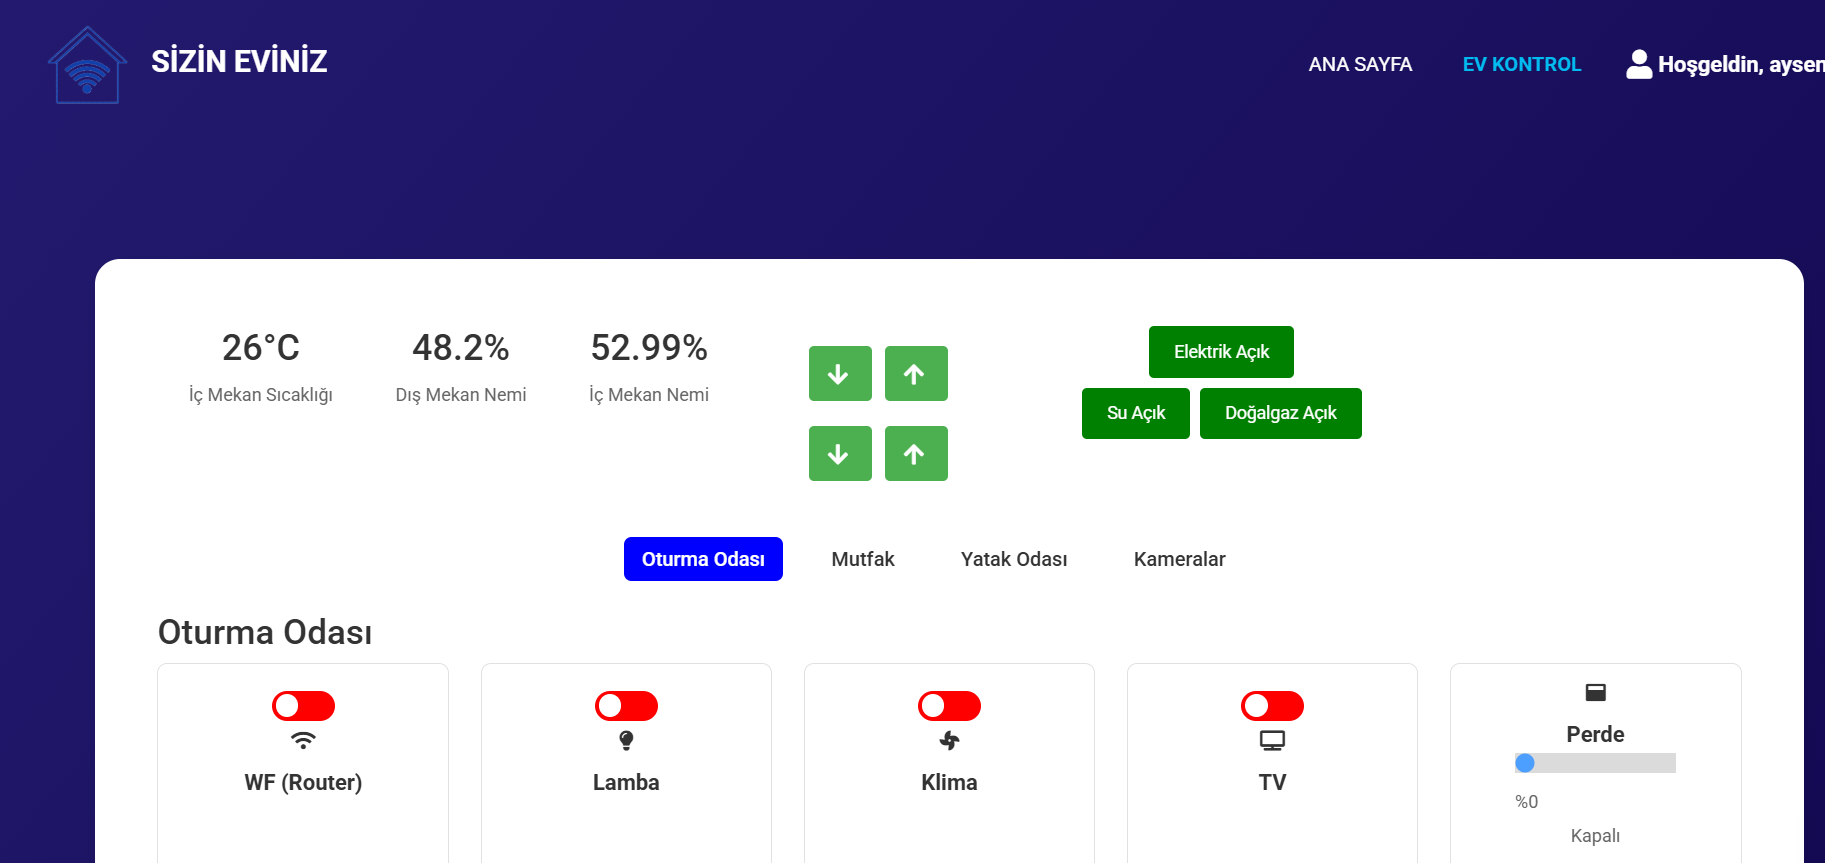 SİZİN EVİNİZ
ANA SAYFA
EV KONTROL
Hoşgeldin, aysen
26°C
İç Mekan Sıcaklığı
48.2%
Dış Mekan Nemi
52.99%
İç Mekan Nemi
Elektrik Açık
Su Açık
Doğalgaz Açık
Oturma Odası
Mutfak
Yatak Odası
Kameralar
Oturma Odası
WF (Router)
Lamba
Klima
TV
Perde
%0
Kapalı